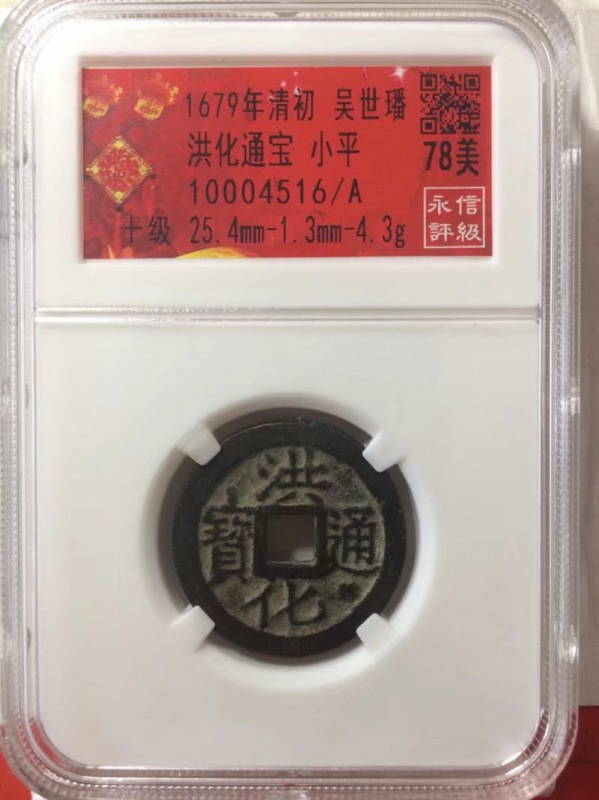 1679年清初 吴世璠
洪化通宝 小平
78美
10004516/A
十级 25.4mm-1.3mm-4.3g
永信
評級
洪化通寶